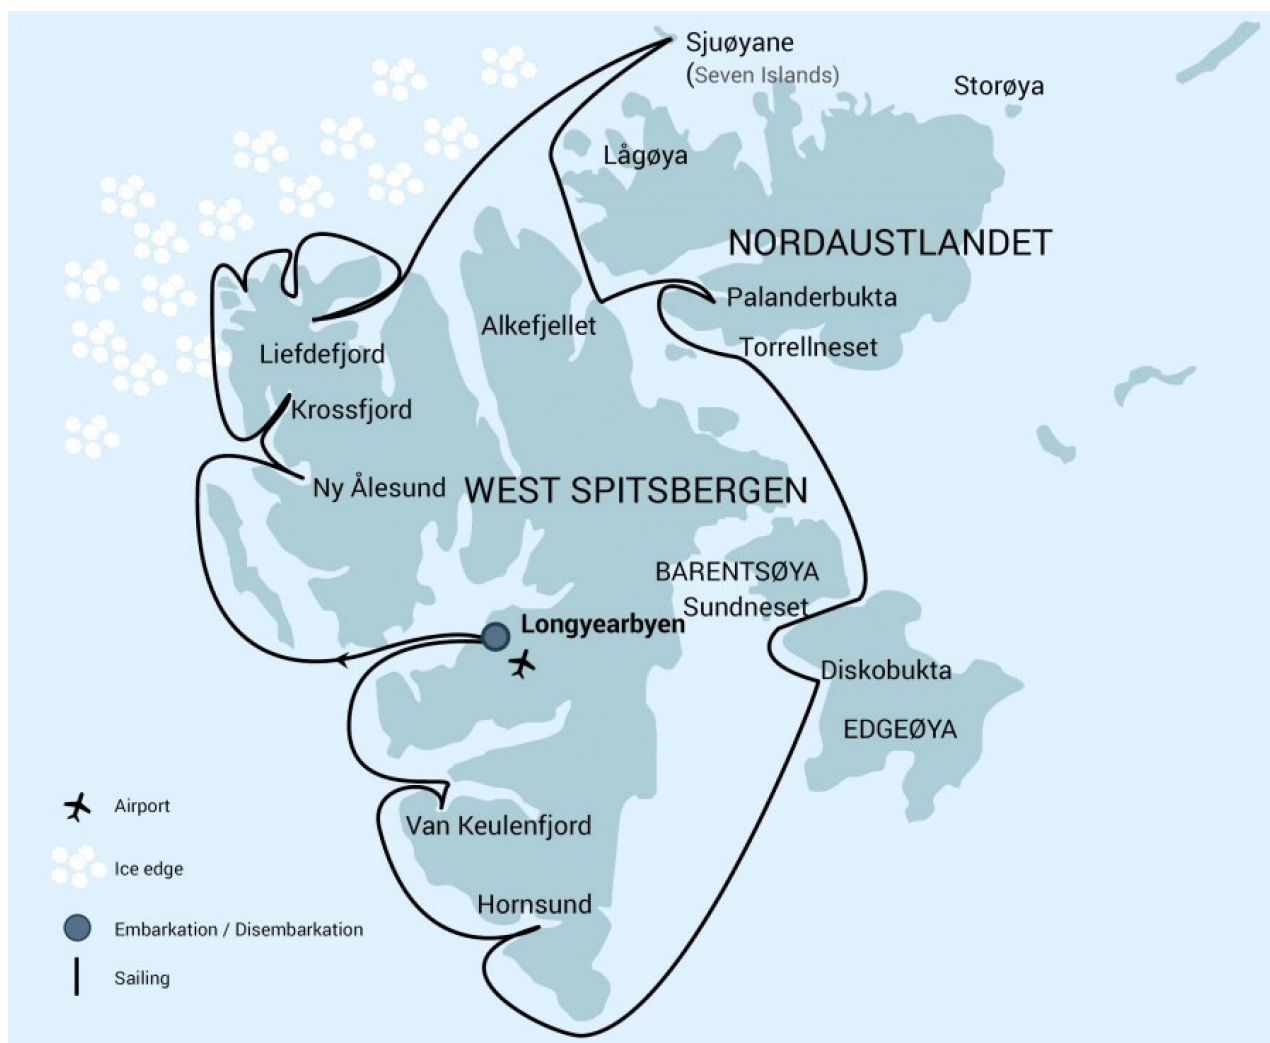 Sjuøyane
(Seven Islands)
Storøya
Lågøya
NORDAUSTLANDET
Palanderbukta
Alkefjellet
Torrellneset
Liefdefjord
Krossfjord
Ny Ålesund
WEST SPITSBERGEN
BARENTSØYA
Sundneset
Longyearbyen
Diskobukta
EDGEØYA
Airport
Van Keulenfjord
Ice edge
Hornsund
Embarkation / Disembarkation
Sailing